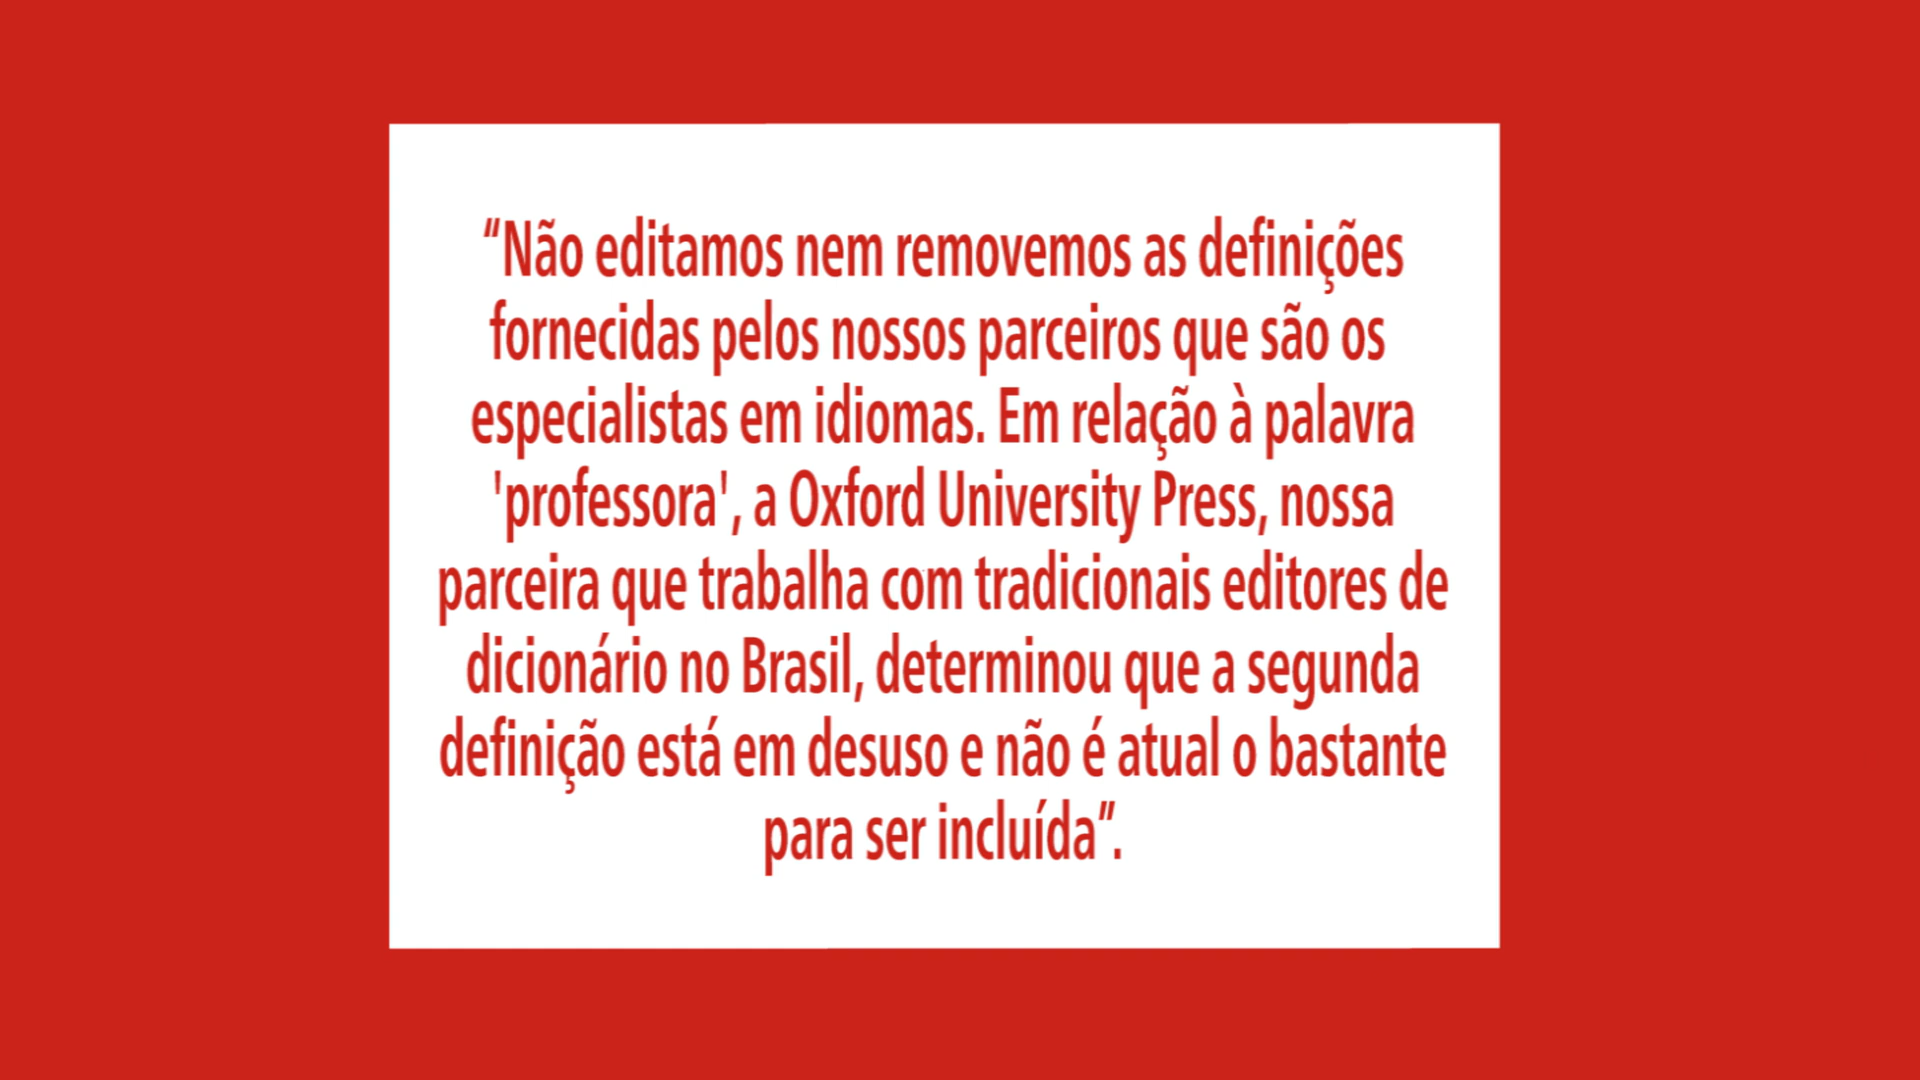 “Não editamos nem removemos as definições
fornecidas pelos nossos parceiros que são os
especialistas em idiomas. Em relação à palavra
'professora', a Oxford University Press, nossa
parceira que trabalha com tradicionais editores de
dicionário no Brasil, determinou que a segunda
definição está em desuso e não é atual o bastante
para ser incluída”.